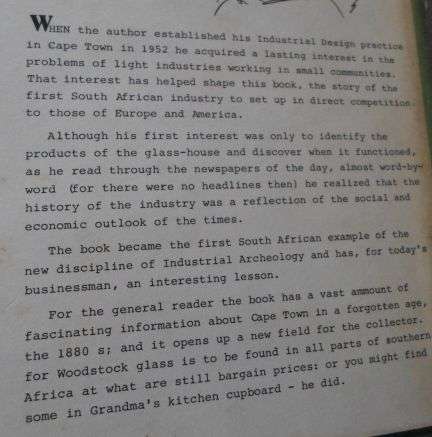 WHEN the author established his Industrial Design practice
in Cape Town in 1952 he acquired a lasting interest in the
problems of light industries working in small communities.
That interest has helped shape this book, the story of the
first South African industry to set up in direct competition
to those of Europe and America.
Although his first interest was only to identify the
products of the glass-house and discover when it functioned,
as he read through the newspapers of the day, almost word-by-
word (for there were no headlines then) he realized that the
history of the industry was a reflection of the social and
economic outlook of the times.
The book became the first South African example of the
new discipline of Industrial Archeology and has, for today's
businessman, an interesting lesson.
For the general reader the book has a vast ammount of
fascinating information about Cape Town in a forgotten age,
the 1880 s; and it opens up a new field for the collector.
for Woodstock glass is to be found in all parts of southern
Africa at what are still bargain prices: or you might find
some in Grandma's kitchen cupboard - he did.